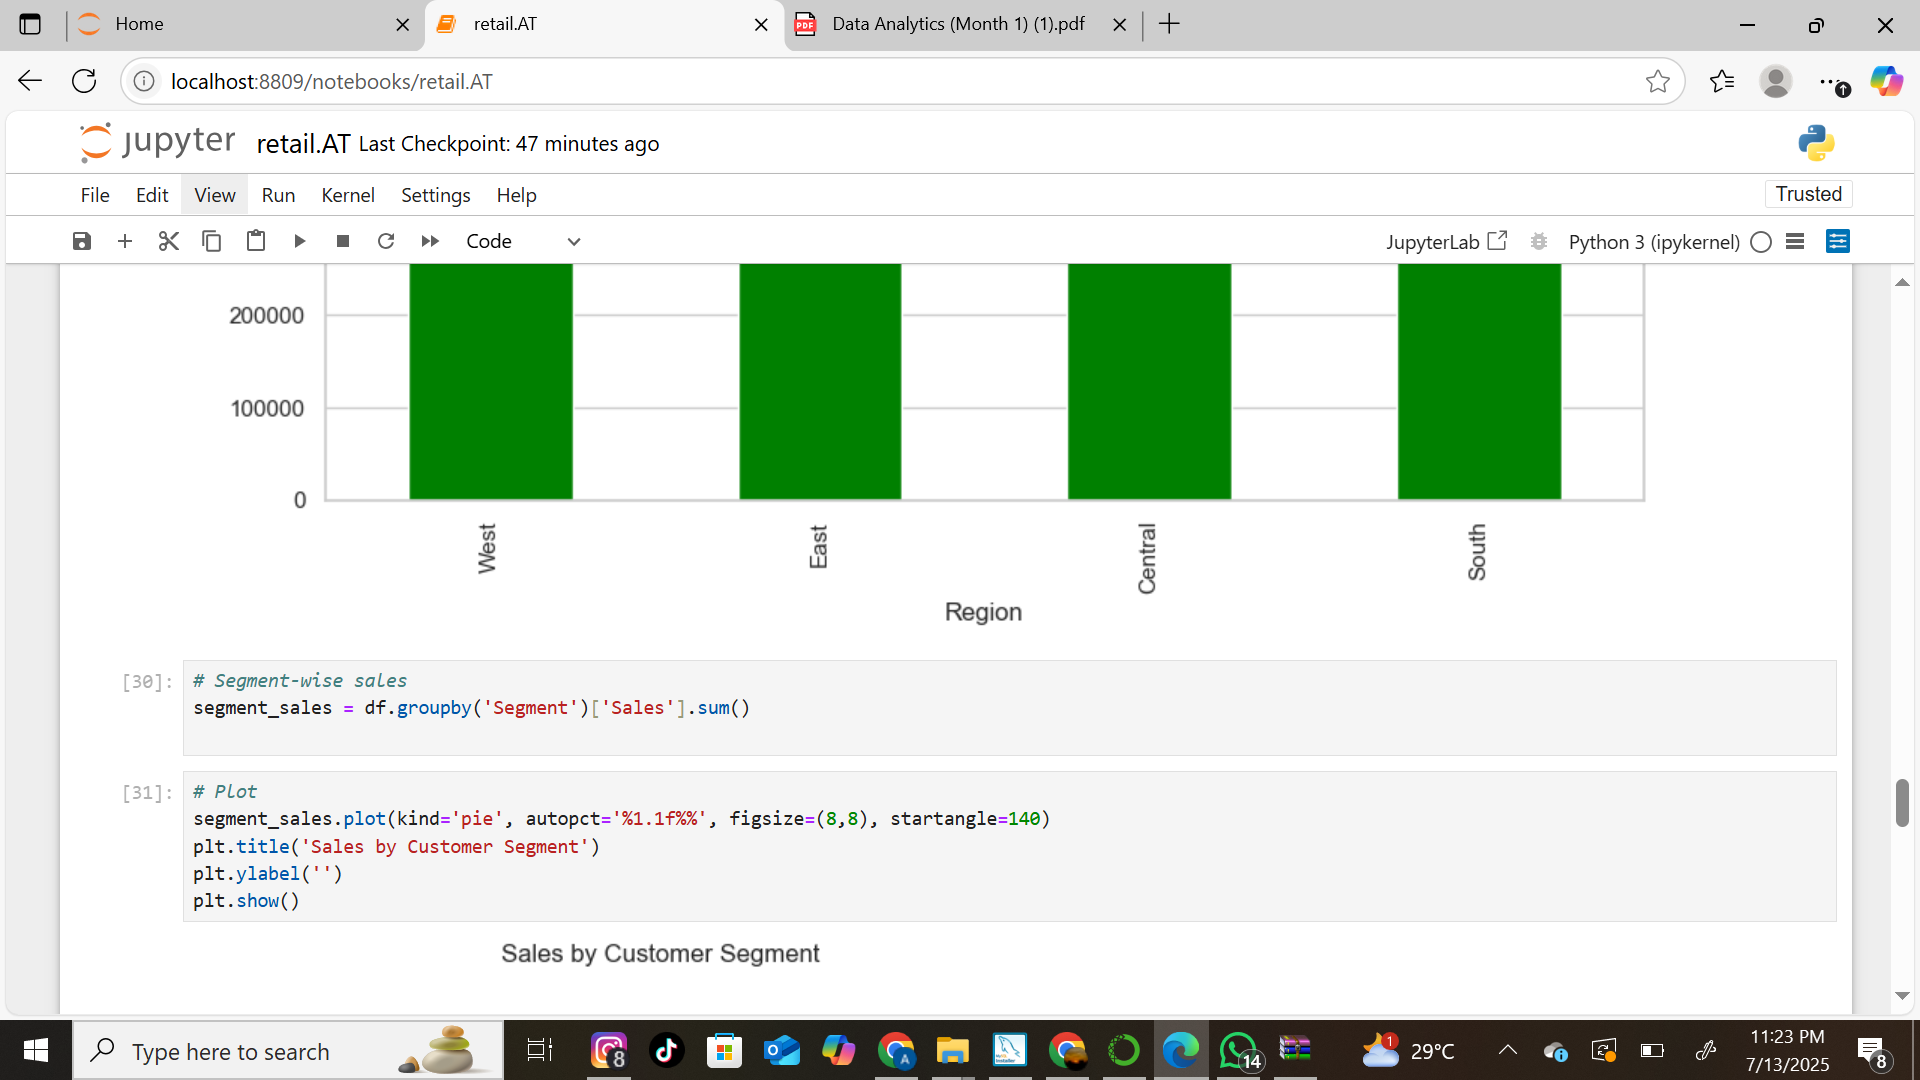 Home
retail.AT
Data Analytics (Month 1) (1).pdf
localhost:8809/notebooks/retail.AT
jupyter
retail.AT Last Checkpoint: 47 minutes ago
File Edit View Run Kernel Settings Help
Trusted
Code
JupyterLab
Python 3 (ipykernel)
200000
100000
0
West
East
Central
South
Region
[30]:
# Segment-wise sales
segment_sales = df.groupby('Segment')['Sales'].sum()
[31]:
# Plot
segment_sales.plot(kind='pie', autopct='%1.1f%%', figsize=(8,8), startangle=140)
plt.title('Sales by Customer Segment')
plt.ylabel('')
plt.show()
Sales by Customer Segment
Type here to search
8
A
14
1
29°C
11:23 PM
7/13/2025
8